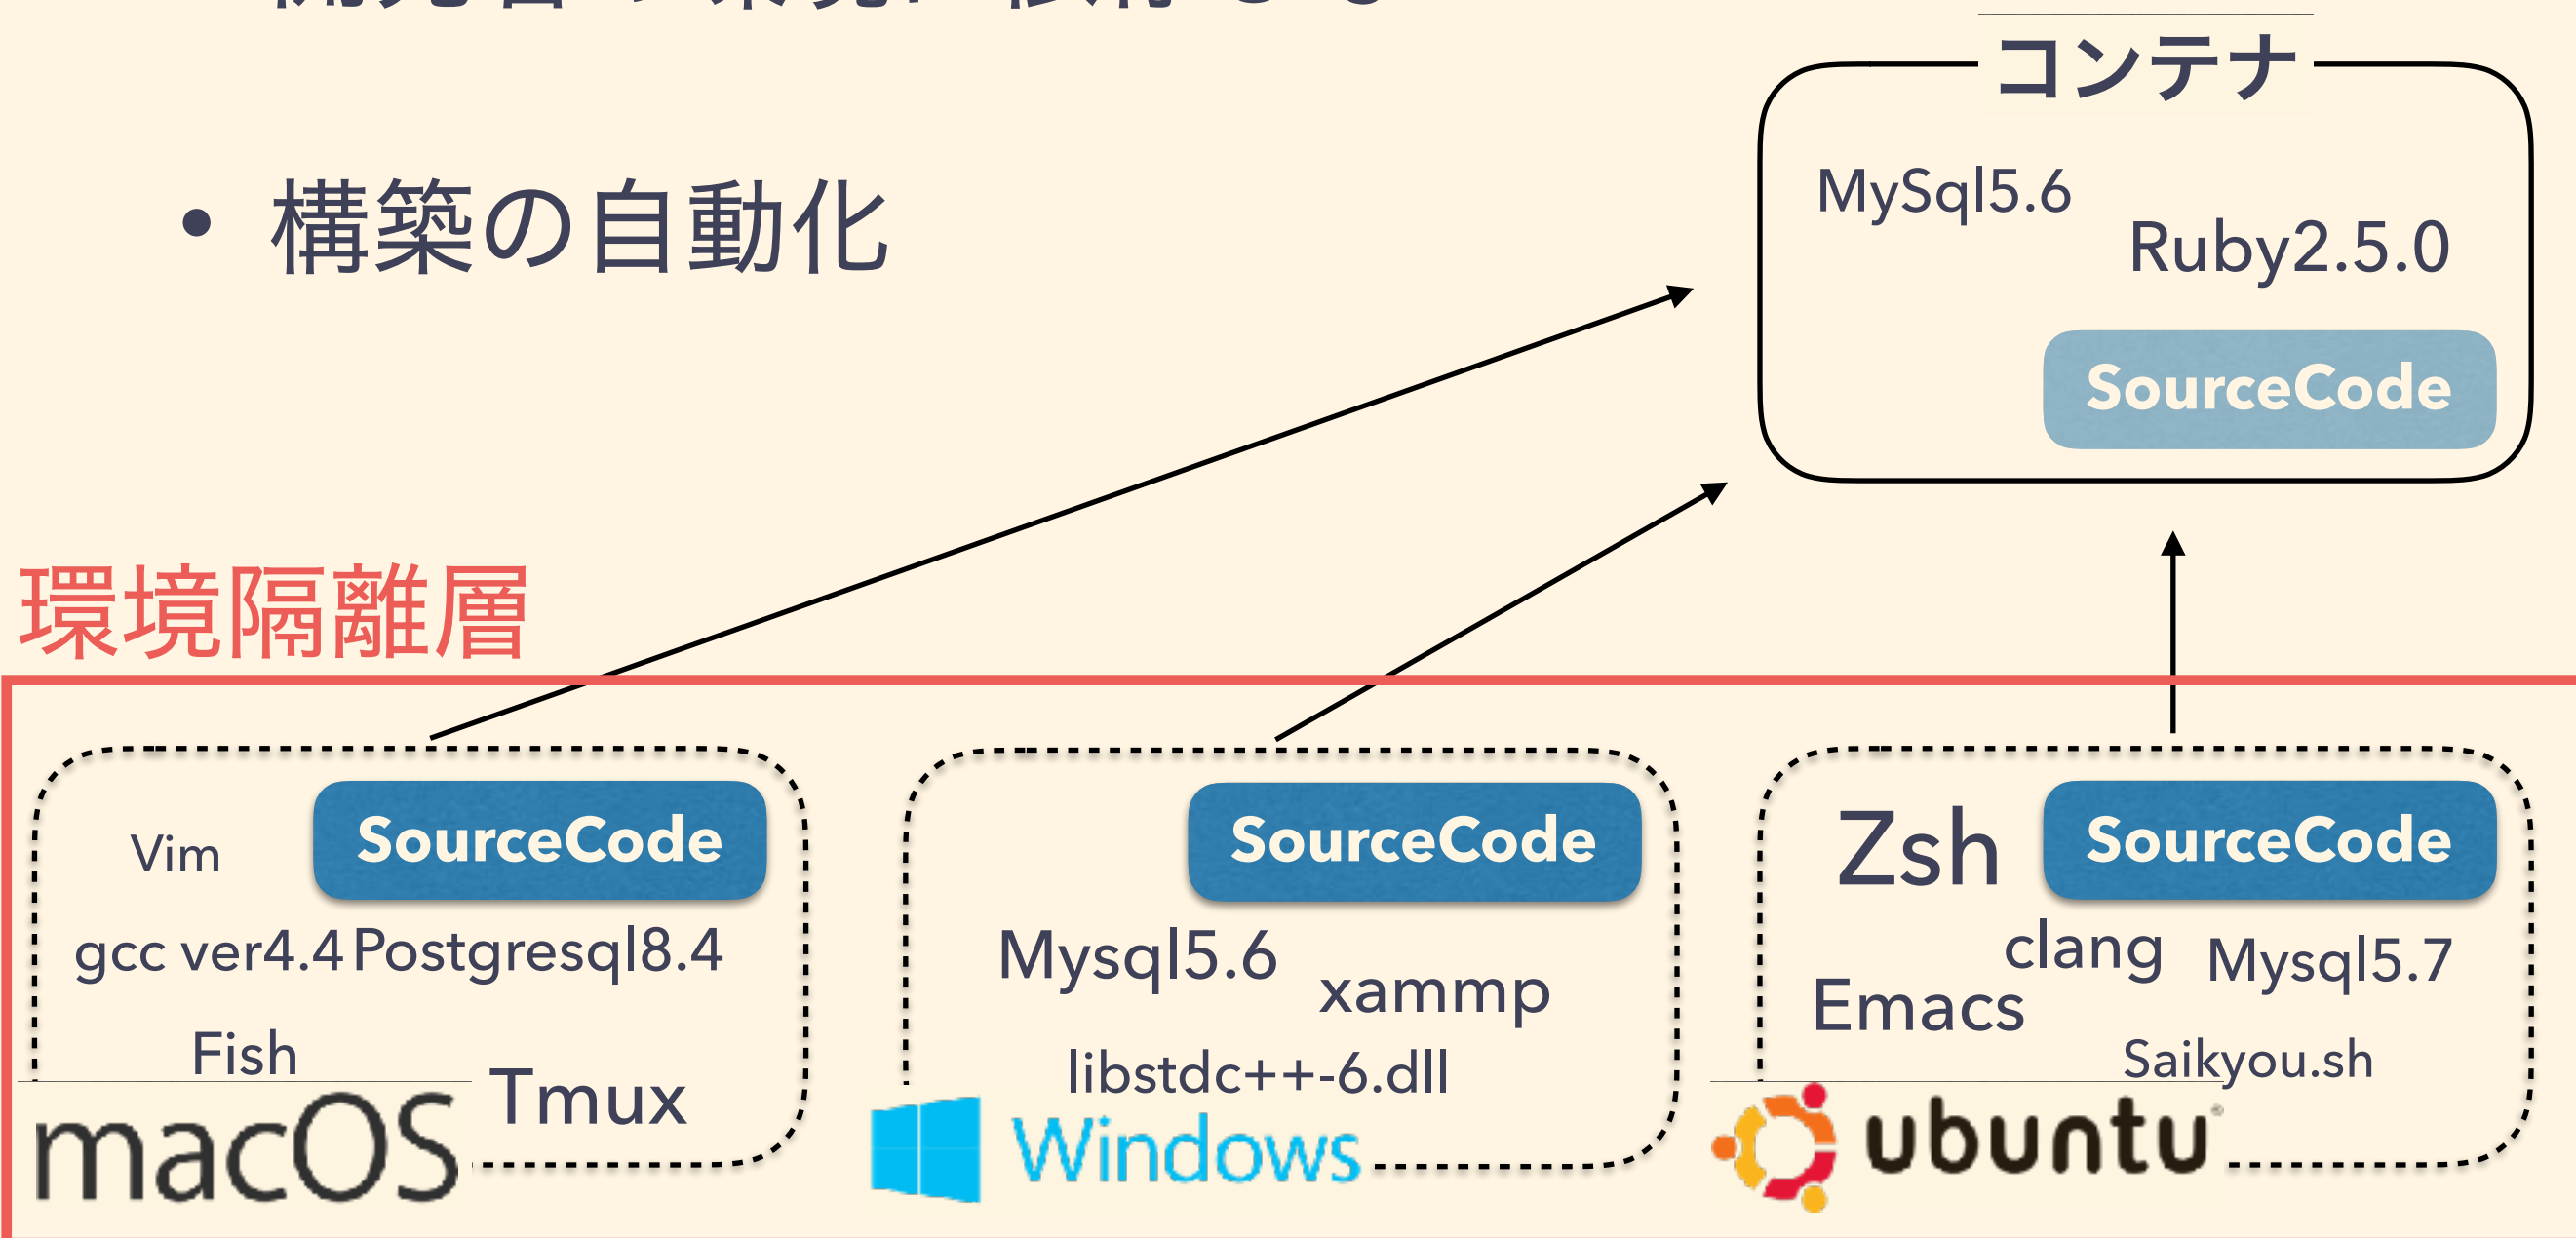 コンテナ
• 構築の自動化
MySql5.6
Ruby2.5.0
SourceCode
環境隔離層
SourceCode
Vim
gcc ver4.4
Postgresql8.4
Fish
Tmux
macOS
SourceCode
Mysql5.6
xammp
libstdc++-6.dll
Windows
Zsh
SourceCode
clang
Mysql5.7
Emacs
Saikyou.sh
ubuntu